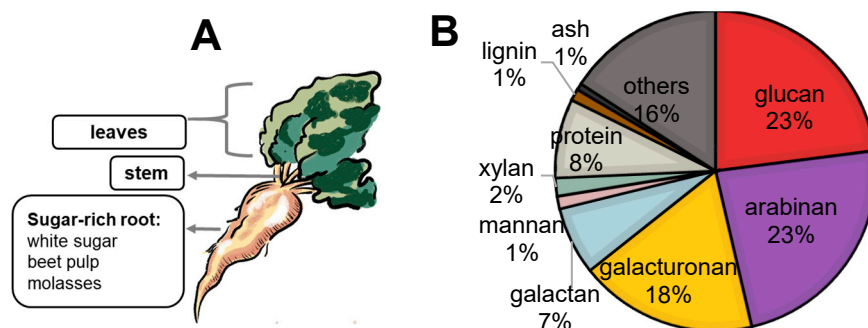 A
leaves
stem
Sugar-rich root:
white sugar
beet pulp
molasses
B
ash
1%
lignin
1%
others
16%
glucan
23%
protein
8%
xylan
2%
arabinan
23%
mannan
1%
galacturonan
18%
galactan
7%